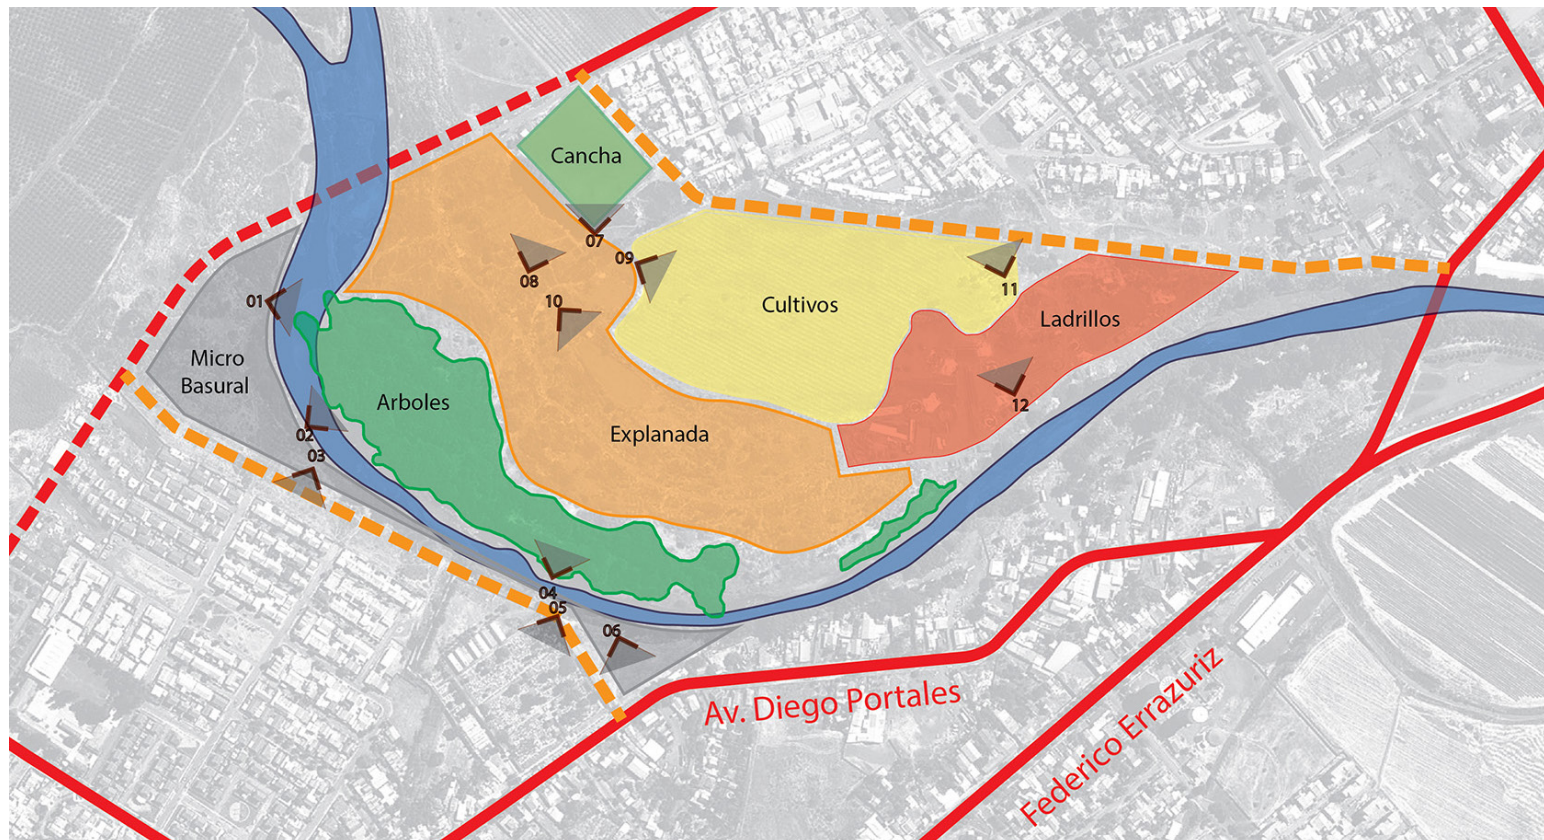 Cancha
07
08
09
10
01
Cultivos
11
Ladrillos
Micro
Basural
Arboles
12
02
Explanada
03
04
05
06
Av. Diego Portales
Federico Errazuriz